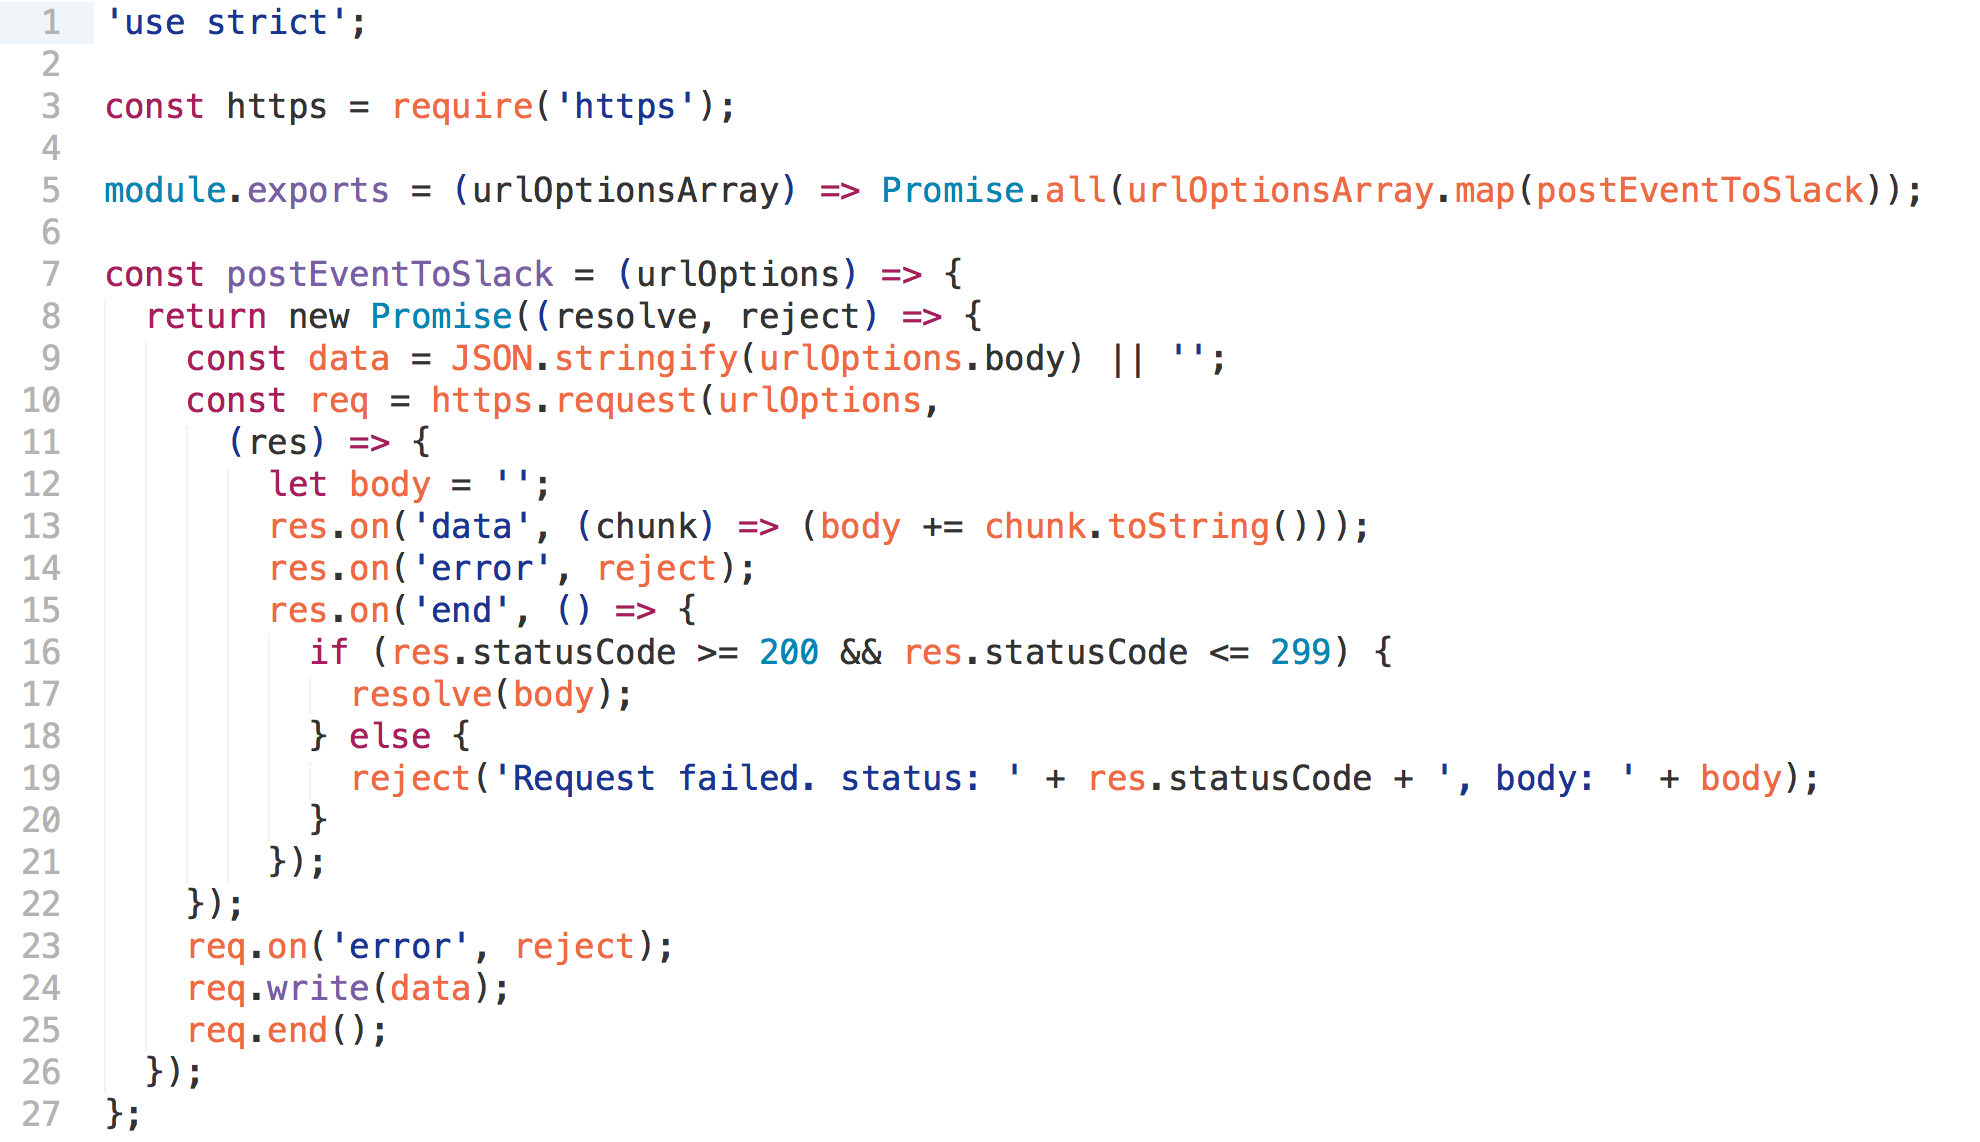 1 'use strict';
2
3 const https = require('https');
4
5 module.exports = (urlOptionsArray) => Promise.all(urlOptionsArray.map(postEventToSlack));
6
7 const postEventToSlack = (urlOptions) => {
8   return new Promise((resolve, reject) => {
9     const data = JSON.stringify(urlOptions.body) || '';
10     const req = https.request(urlOptions,
11       (res) => {
12         let body = '';
13         res.on('data', (chunk) => (body += chunk.toString()));
14         res.on('error', reject);
15         res.on('end', () => {
16           if (res.statusCode >= 200 && res.statusCode <= 299) {
17             resolve(body);
18           } else {
19             reject('Request failed. status: ' + res.statusCode + ', body: ' + body);
20           }
21         });
22     });
23     req.on('error', reject);
24     req.write(data);
25     req.end();
26   });
27 };